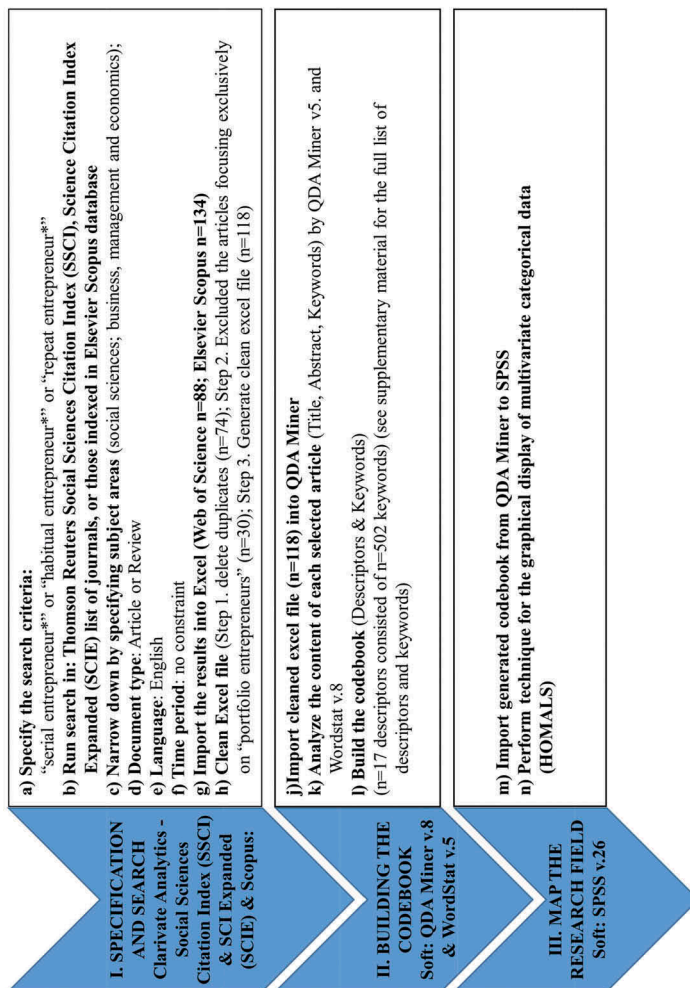 I. SPECIFICATION
AND SEARCH
Clarivate Analytics -
Social Sciences
Citation Index (SSCI)
& SCI Expanded
(SCIE) & Scopus:
a) Specify the search criteria:
“serial entrepreneur*” or “habitual entrepreneur*” or “repeat entrepreneur*”
b) Run search in: Thomson Reuters Social Sciences Citation Index (SSCI), Science Citation Index
Expanded (SCIE) list of journals, or those indexed in Elsevier Scopus database
c) Narrow down by specifying subject areas (social sciences; business, management and economics);
d) Document type: Article or Review
e) Language: English
f) Time period: no constraint
g) Import the results into Excel (Web of Science n=88; Elsevier Scopus n=134)
h) Clean Excel file (Step 1. delete duplicates (n=74); Step 2. Excluded the articles focusing exclusively
on “portfolio entrepreneurs” (n=30); Step 3. Generate clean excel file (n=118)
II. BUILDING THE
CODEBOOK
Soft: QDA Miner v.8
& WordStat v.5
j)Import cleaned excel file (n=118) into QDA Miner
k) Analyze the content of each selected article (Title, Abstract, Keywords) by QDA Miner v5. and
Wordstat v.8
l) Build the codebook (Descriptors & Keywords)
(n=17 descriptors consisted of n=502 keywords) (see supplementary material for the full list of
descriptors and keywords)
III. MAP THE
RESEARCH FIELD
Soft: SPSS v.26
m) Import generated codebook from QDA Miner to SPSS
n) Perform technique for the graphical display of multivariate categorical data
(HOMALS)